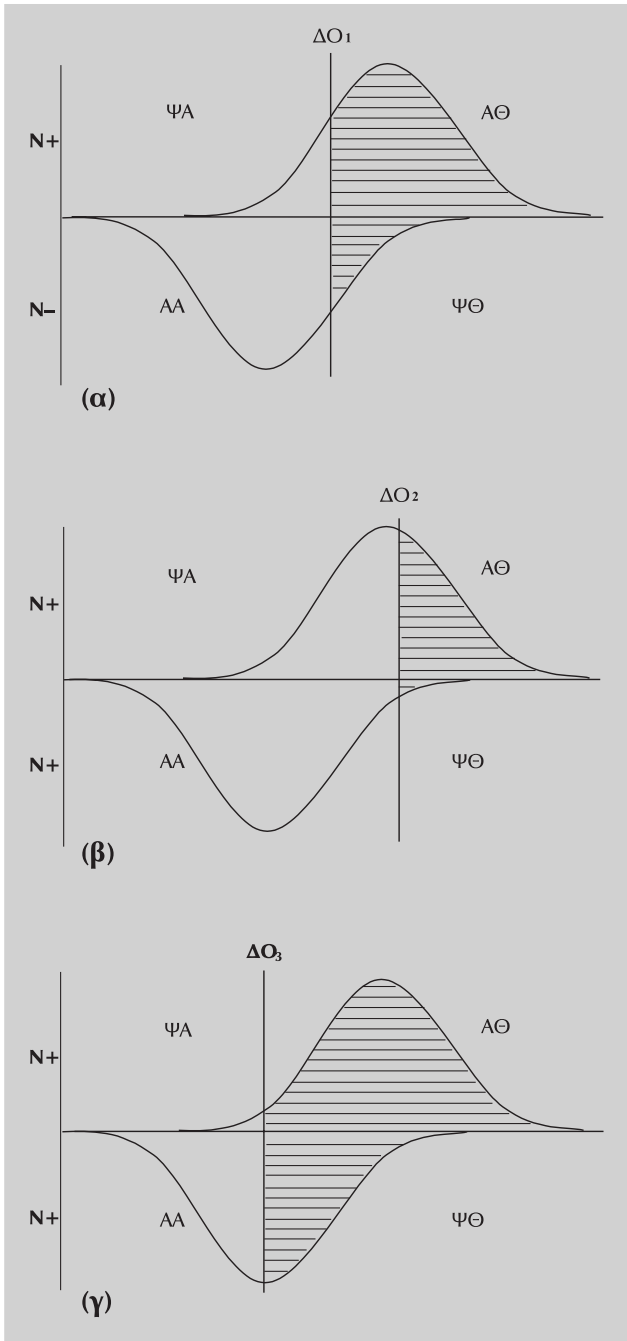 ΔΟ1
ΨΑ ΑΘ
N+
N–
ΑΑ ΨΘ
(α)
ΔΟ2
ΨΑ ΑΘ
N+
ΑΑ ΨΘ
N+
(β)
ΔΟ3
ΨΑ ΑΘ
N+
N+ ΑΑ ΨΘ
(γ)